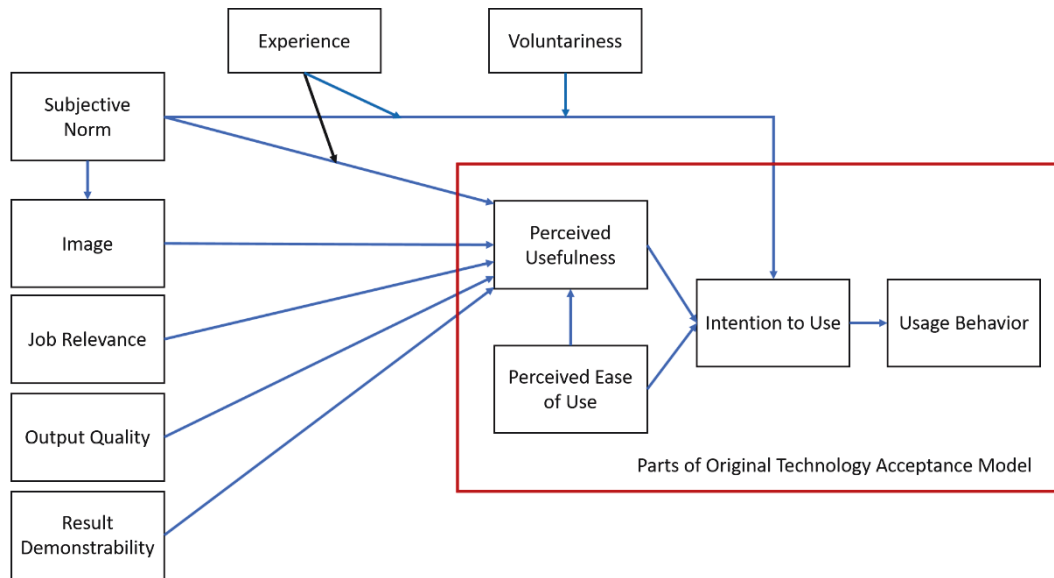 Experience
Voluntariness
Subjective
Norm
Image
Perceived
Usefulness
Job Relevance
Intention to Use
Usage Behavior
Perceived Ease
of Use
Output Quality
Parts of Original Technology Acceptance Model
Result
Demonstrability